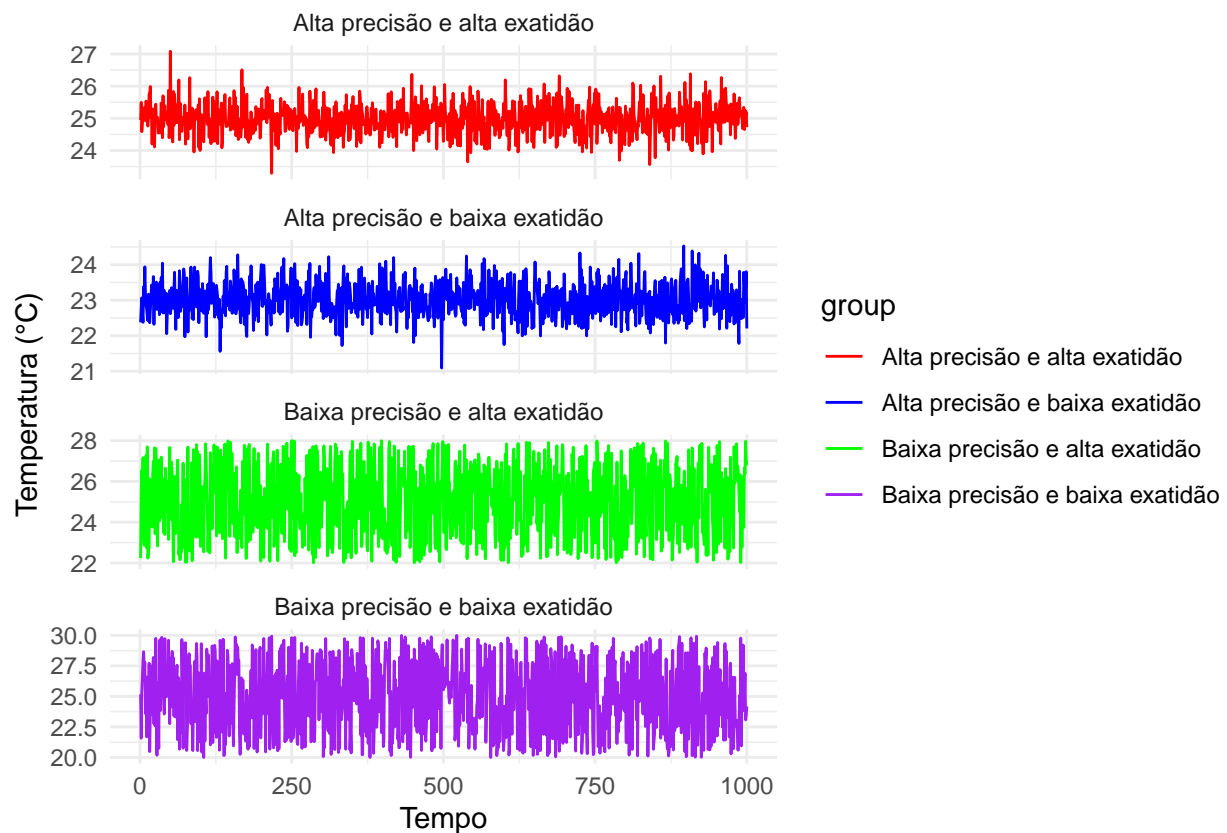 Alta precisão e alta exatidão
27
26
25
24
Alta precisão e baixa exatidão
24
23
22
21
Baixa precisão e alta exatidão
28
26
24
22
Baixa precisão e baixa exatidão
30.0
27.5
25.0
22.5
20.0
0 250 500 750 1000
Tempo
Temperatura (°C)
group
Alta precisão e alta exatidão
Alta precisão e baixa exatidão
Baixa precisão e alta exatidão
Baixa precisão e baixa exatidão